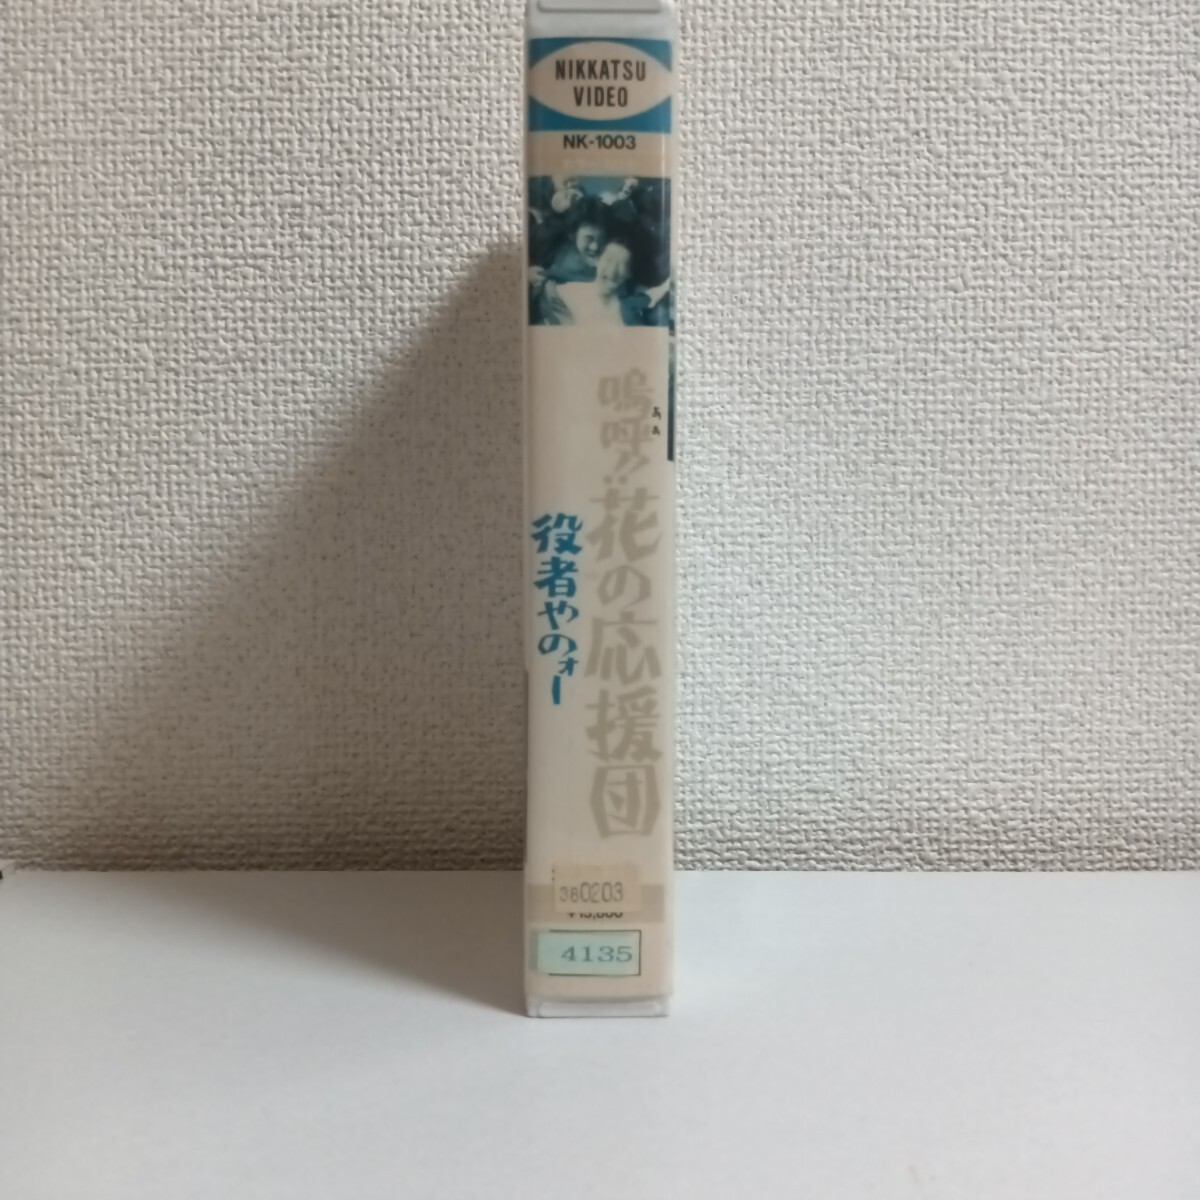 NIKKATSU
VIDEO
NK-1003
嗚呼!!花の応援団
ああ
役者やのォー
380203
4135